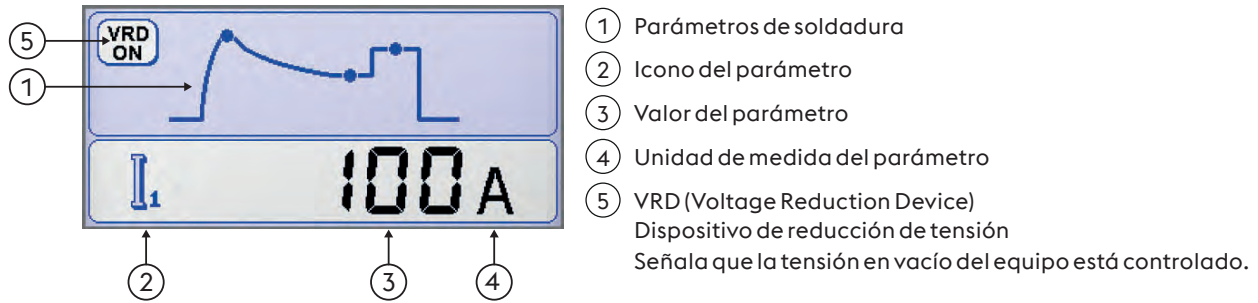 5
VRD
ON
1
I1
100 A
2
3
4
1 Parámetros de soldadura
2 Icono del parámetro
3 Valor del parámetro
4 Unidad de medida del parámetro
5 VRD (Voltage Reduction Device)
Dispositivo de reducción de tensión
Señala que la tensión en vacío del equipo está controlado.